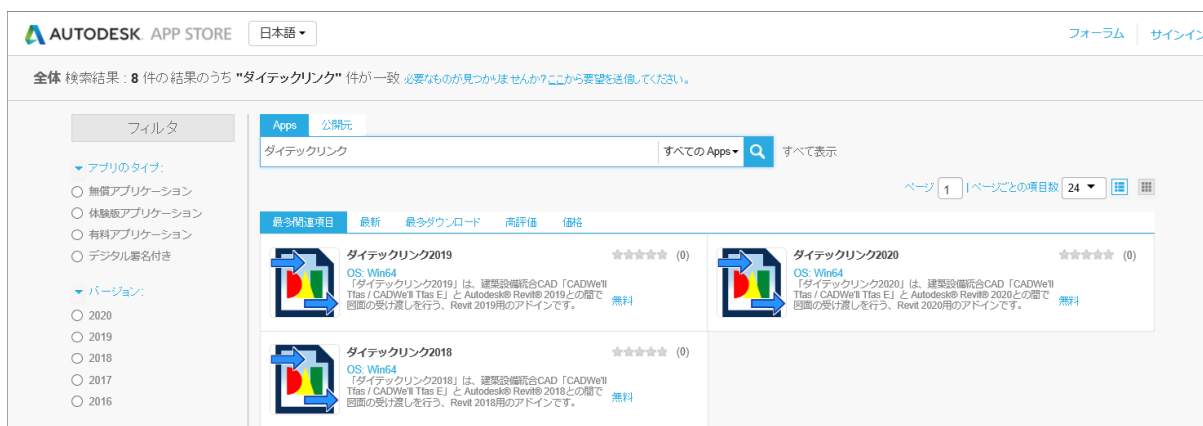 AUTODESK. APP STORE 日本語 フォーラム サインイン
全体 検索結果 : 8 件の結果のうち "ダイテックリンク" 件が一致 必要なものが見つかりませんか?ここから要望を送信してください。
フィルタ
アプリのタイプ:
無償アプリケーション
体験版アプリケーション
有料アプリケーション
デジタル署名付き
バージョン:
2020
2019
2018
2017
2016
Apps 公開元
ダイテックリンク すべての Apps すべて表示
ページ 1 | ページごとの項目数 24
最多関連項目 最新 最多ダウンロード 高評価 価格
ダイテックリンク2019 (0)
OS: Win64
「ダイテックリンク2019」は、建築設備統合CAD「CADWe'll
Tfas / CADWe'll Tfas E」と Autodesk® Revit® 2019との間で
図面の受け渡しを行う、Revit 2019用のアドインです。
無料
ダイテックリンク2020 (0)
OS: Win64
「ダイテックリンク2020」は、建築設備統合CAD「CADWe'll
Tfas / CADWe'll Tfas E」と Autodesk® Revit® 2020との間で
図面の受け渡しを行う、Revit 2020用のアドインです。
無料
ダイテックリンク2018 (0)
OS: Win64
「ダイテックリンク2018」は、建築設備統合CAD「CADWe'll
Tfas / CADWe'll Tfas E」と Autodesk® Revit® 2018との間で
図面の受け渡しを行う、Revit 2018用のアドインです。
無料